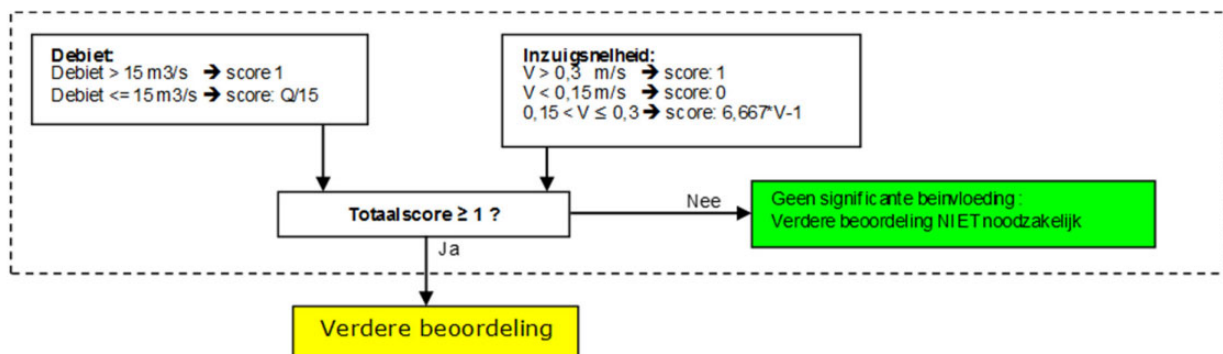 Debiet:
Debiet > 15 m3/s ➔ score 1
Debiet <= 15 m3/s ➔ score: Q/15
Inzuigsnelheid:
V > 0,3 m/s ➔ score: 1
V < 0,15 m/s ➔ score: 0
0,15 < V ≤ 0,3 ➔ score: 6,667*V-1
Totaalscore ≥ 1 ?
Nee
Geen significante beinvloeding :
Verdere beoordeling NIET noodzakelijk
Ja
Verdere beoordeling